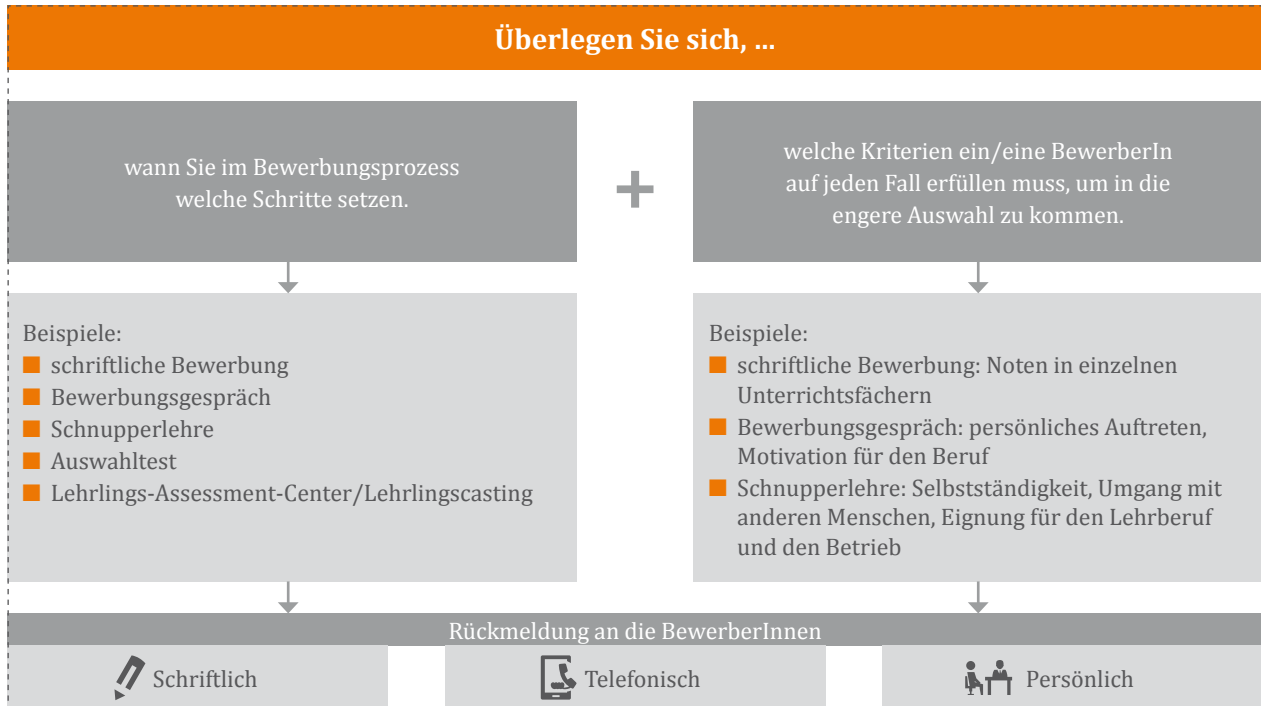 Überlegen Sie sich, ...
wann Sie im Bewerbungsprozess
welche Schritte setzen.
welche Kriterien ein/eine BewerberIn
auf jeden Fall erfüllen muss, um in die
engere Auswahl zu kommen.
Beispiele:
schriftliche Bewerbung
Bewerbungsgespräch
Schnupperlehre
Auswahltest
Lehrlings-Assessment-Center/Lehrlingscasting
Beispiele:
schriftliche Bewerbung: Noten in einzelnen
Unterrichtsfächern
Bewerbungsgespräch: persönliches Auftreten,
Motivation für den Beruf
Schnupperlehre: Selbstständigkeit, Umgang mit
anderen Menschen, Eignung für den Lehrberuf
und den Betrieb
Rückmeldung an die BewerberInnen
Schriftlich
Telefonisch
Persönlich